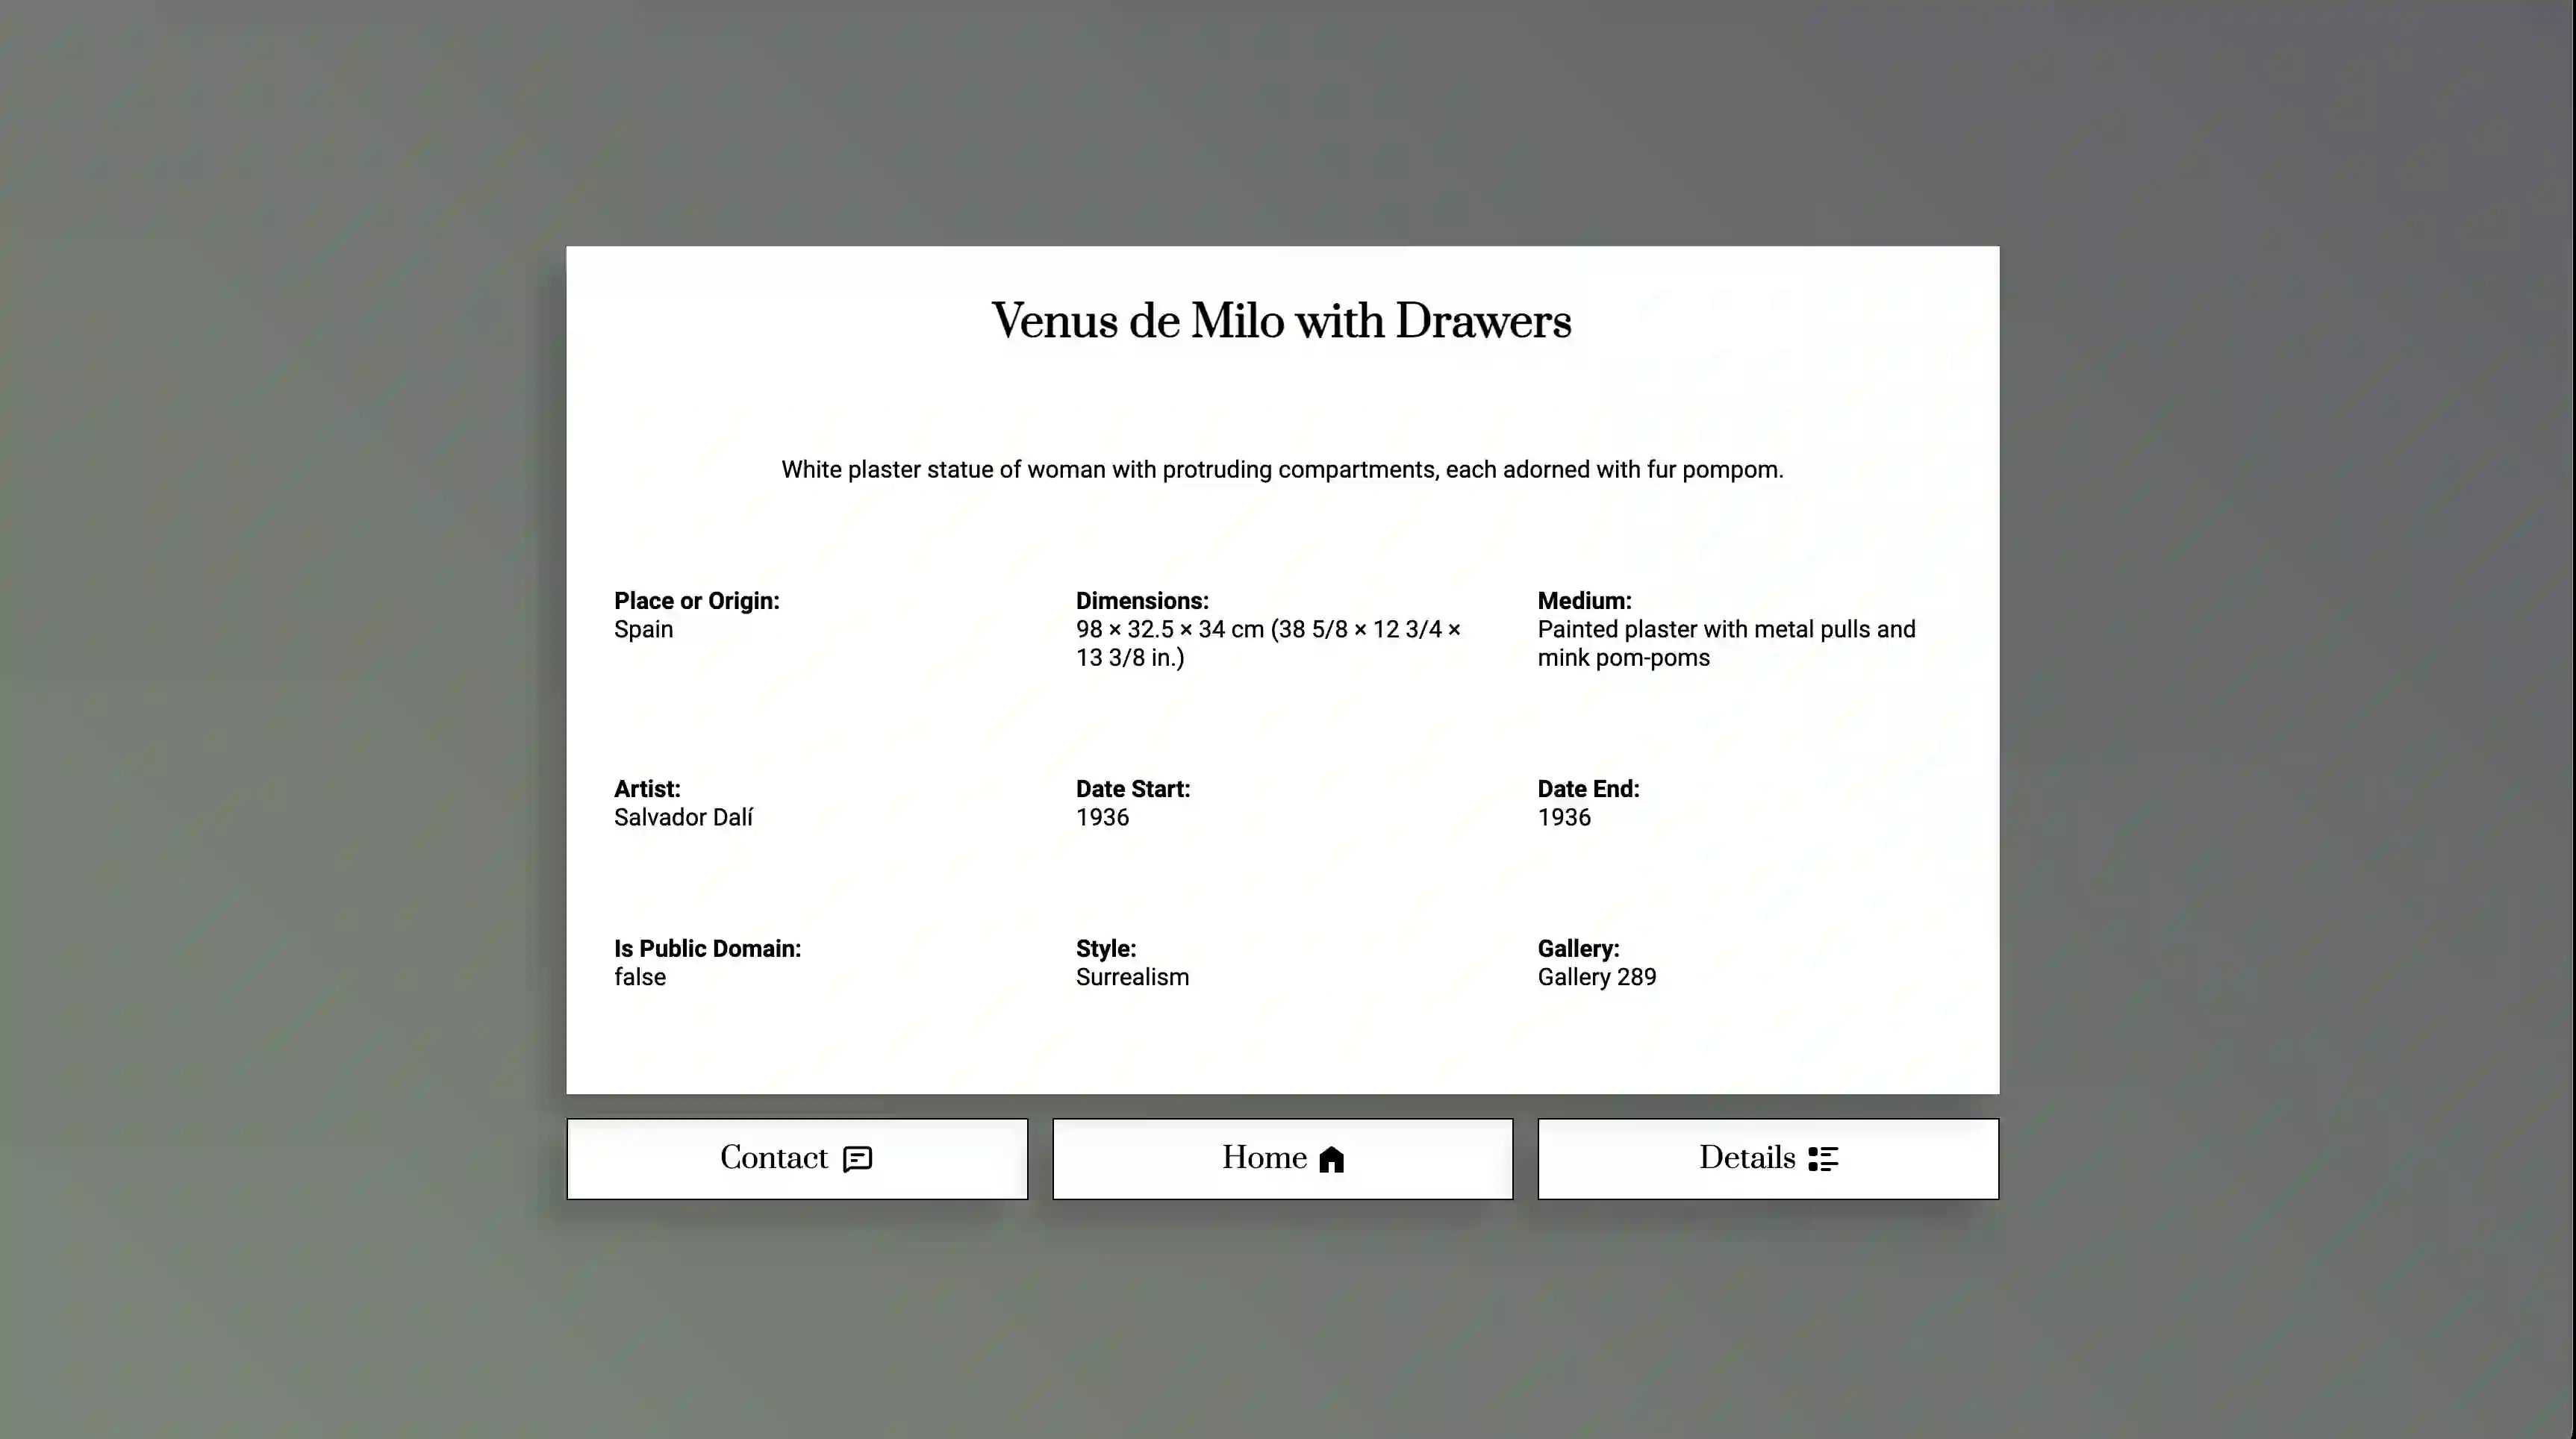 Venus de Milo with Drawers
White plaster statue of woman with protruding compartments, each adorned with fur pompom.
Place or Origin:
Spain
Dimensions:
98 × 32.5 × 34 cm (38 5/8 × 12 3/4 ×
13 3/8 in.)
Medium:
Painted plaster with metal pulls and
mink pom-poms
Artist:
Salvador Dalí
Date Start:
1936
Date End:
1936
Is Public Domain:
false
Style:
Surrealism
Gallery:
Gallery 289
Contact
Home
Details